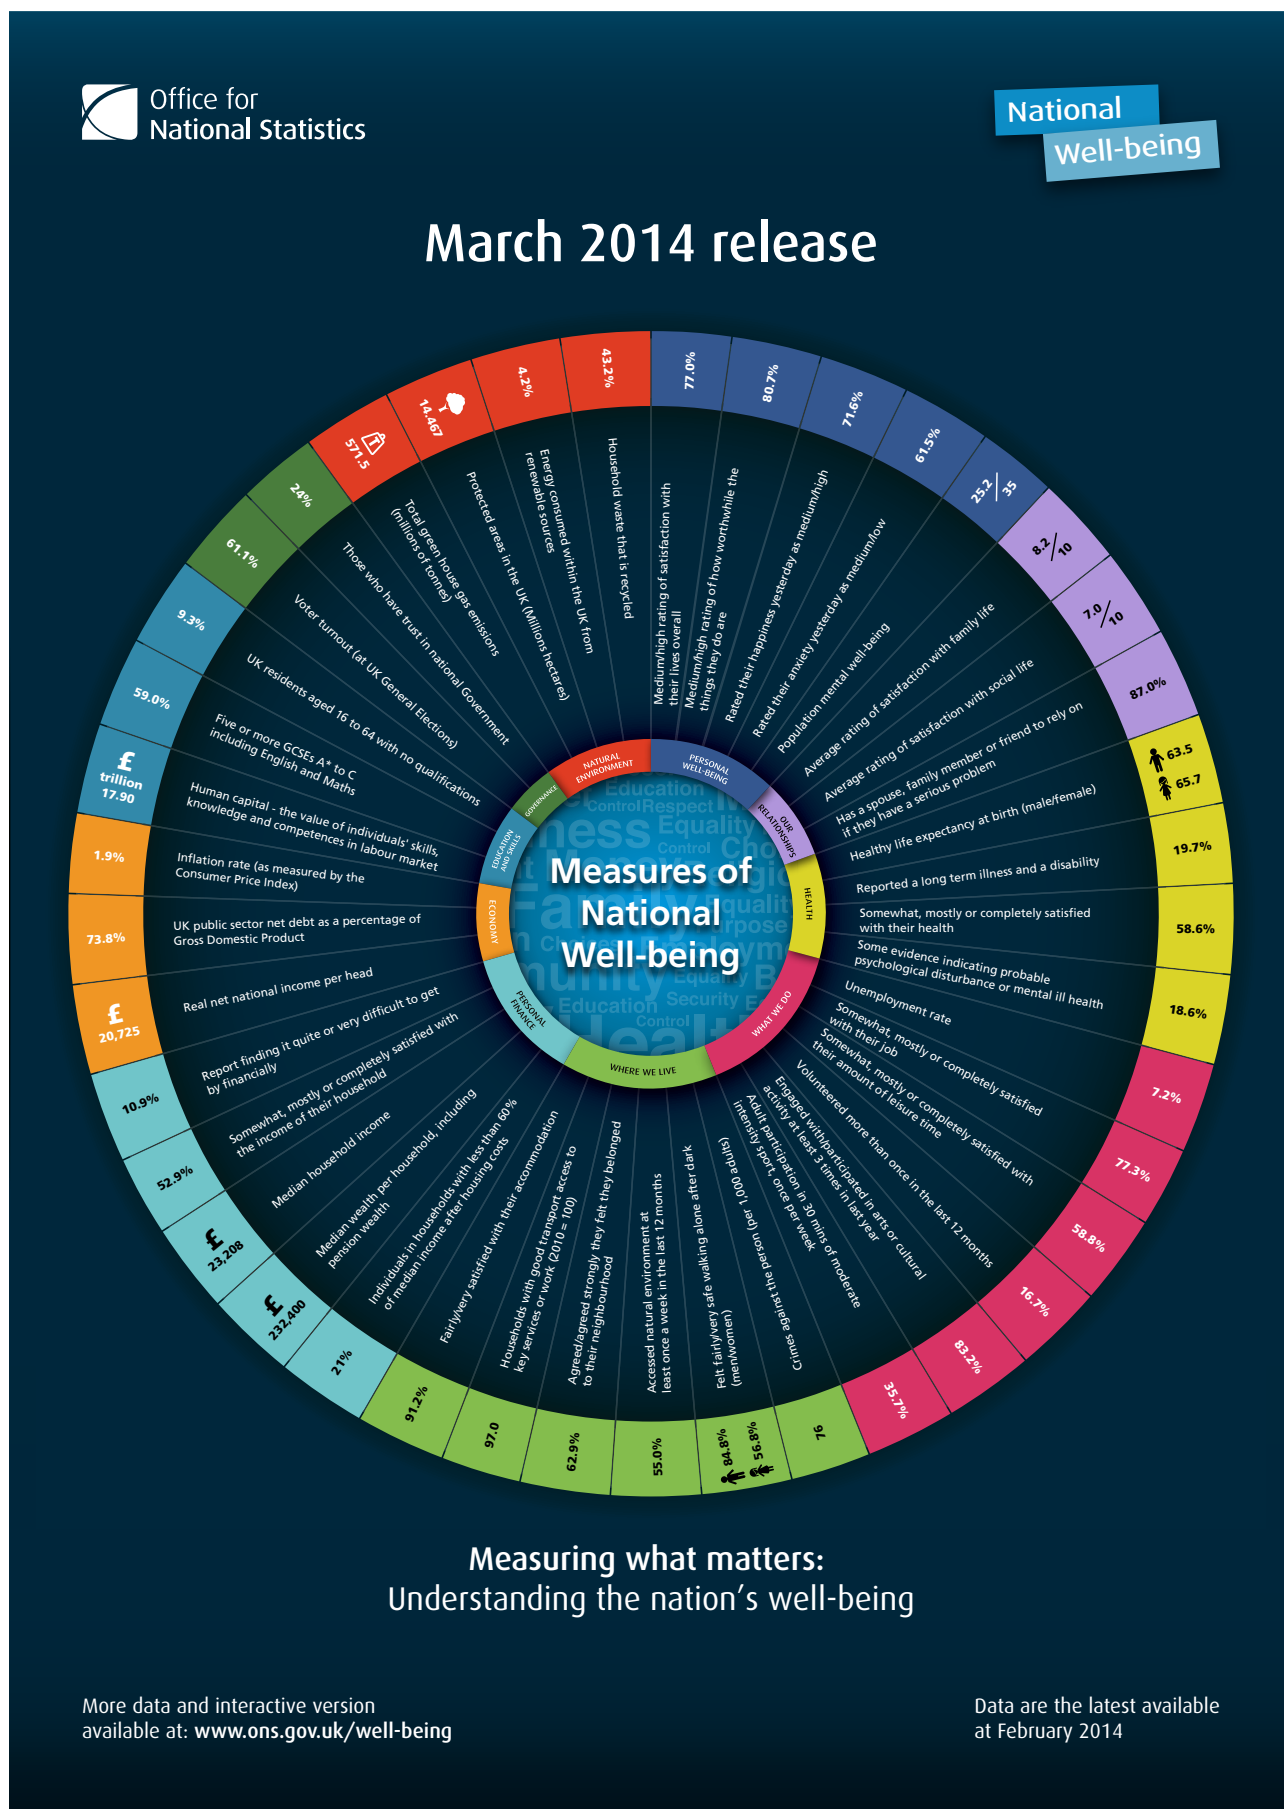 Office for
National Statistics
National
Well-being
March 2014 release
77.0%
Medium/high rating of satisfaction with
their lives overall
80.7%
Medium/high rating of how worthwhile the
things they do are
71.6%
Rated their happiness yesterday as medium/high
61.5%
Rated their anxiety yesterday as medium/low
25.2 / 35
Population mental well-being
8.2 / 10
Average rating of satisfaction with family life
7.0 / 10
Average rating of satisfaction with social life
87.0%
Has a spouse, family member or friend to rely on
if they have a serious problem
63.5
65.7
Healthy life expectancy at birth (male/female)
19.7%
Reported a long term illness and a disability
58.6%
Somewhat, mostly or completely satisfied
with their health
18.6%
Some evidence indicating probable
psychological disturbance or mental ill health
7.2%
Unemployment rate
77.3%
Somewhat, mostly or completely satisfied
with their job
58.8%
Somewhat, mostly or completely satisfied with
their amount of leisure time
16.7%
Volunteered more than once in the last 12 months
83.2%
Engaged with/participated in arts or cultural
activity at least 3 times in last year
35.7%
Adult participation in 30 mins of moderate
intensity sport, once per week
76
Crimes against the person (per 1,000 adults)
84.8%
56.8%
Felt fairly/very safe walking alone after dark
(men/women)
55.0%
Accessed natural environment at
least once a week in the last 12 months
62.9%
Agreed/agreed strongly they felt they belonged
to their neighbourhood
97.0
Households with good transport access to
key services or work (2010 = 100)
91.2%
Fairly/very satisfied with their accommodation
21%
Individuals in households with less than 60%
of median income after housing costs
£
232,400
Median wealth per household, including
pension wealth
£
23,208
Median household income
52.9%
Somewhat, mostly or completely satisfied with
the income of their household
10.9%
Report finding it quite or very difficult to get
by financially
£
20,725
Real net national income per head
73.8%
UK public sector net debt as a percentage of
Gross Domestic Product
1.9%
Inflation rate (as measured by the
Consumer Price Index)
£
trillion
17.90
Human capital - the value of individuals' skills,
knowledge and competences in labour market
59.0%
Five or more GCSEs A* to C
including English and Maths
9.3%
UK residents aged 16 to 64 with no qualifications
61.1%
Voter turnout (at UK General Elections)
24%
Those who have trust in national Government
571.5
T
Total green house gas emissions
(millions of tonnes)
14.467
Protected areas in the UK (Millions hectares)
4.2%
Energy consumed within the UK from
renewable sources
43.2%
Household waste that is recycled
PERSONAL
WELL-BEING
OUR
RELATIONSHIPS
HEALTH
WHAT WE DO
WHERE WE LIVE
PERSONAL
FINANCE
ECONOMY
EDUCATION
AND SKILLS
GOVERNANCE
NATURAL
ENVIRONMENT
Education
Control Respect
Equality
Control
Measures of
National
Well-being
Equality
Education Security
Control
Measuring what matters:
Understanding the nation's well-being
More data and interactive version
available at: www.ons.gov.uk/well-being
Data are the latest available
at February 2014